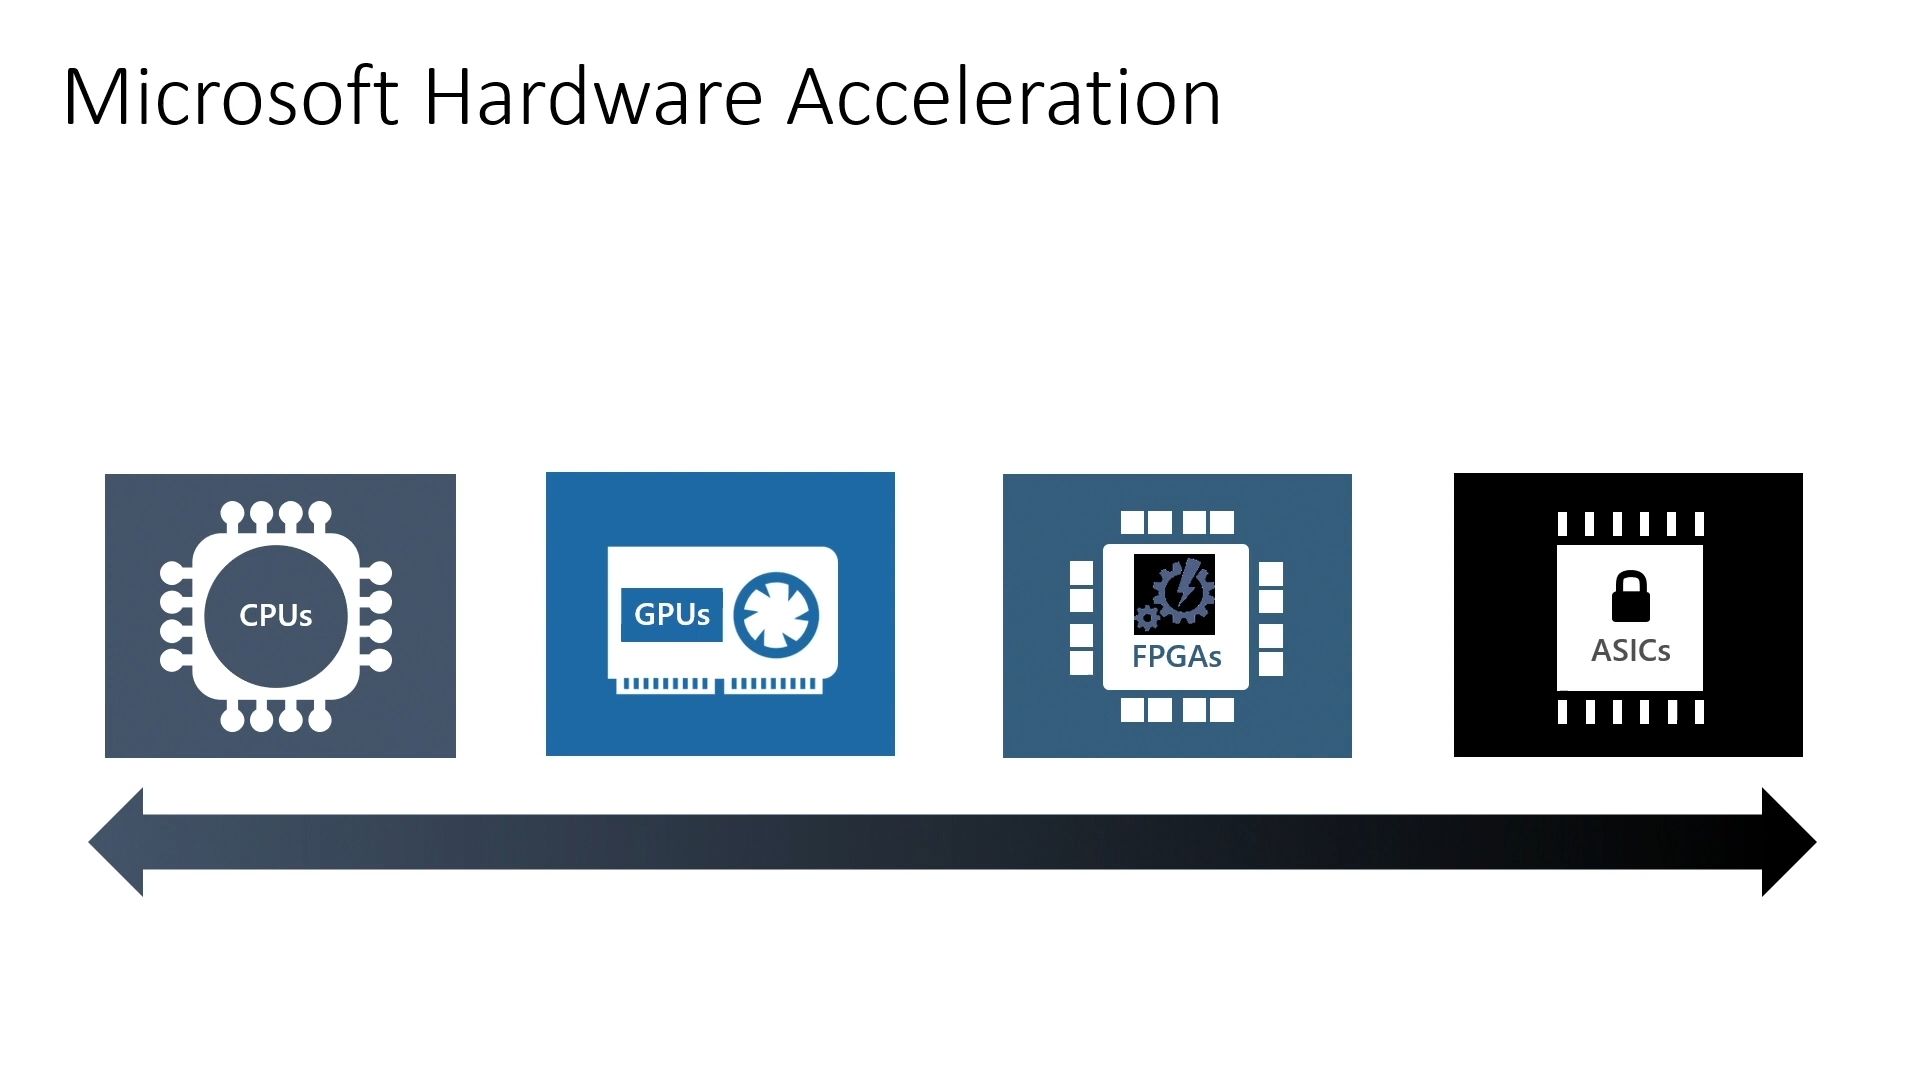 Microsoft Hardware Acceleration
CPUs
GPUs
FPGAs
ASICs